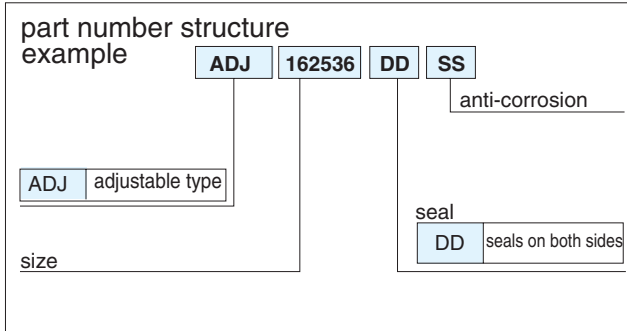 part number structure
example
ADJ 162536 DD SS
anti-corrosion
ADJ adjustable type
seal
DD seals on both sides
size